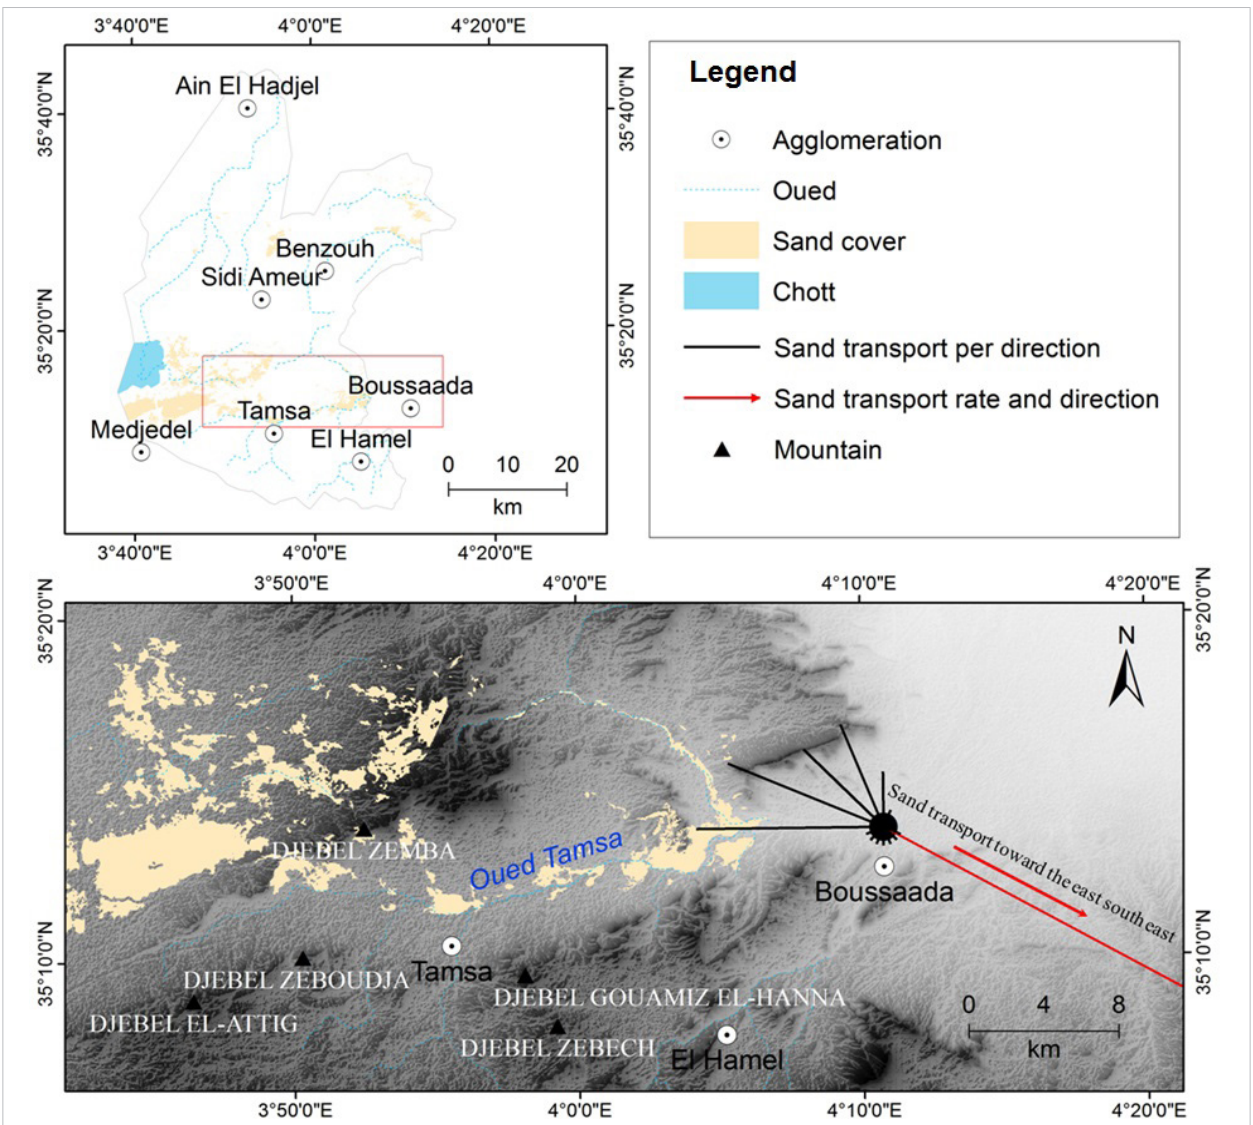 3°40'0"E 4°0'0"E 4°20'0"E
35°40'0"N
35°20'0"N
35°40'0"N
35°20'0"N
Ain El Hadjel
Benzouh
Sidi Ameur
Boussaada
Tamsa
Medjedel
El Hamel
0 10 20
km
3°40'0"E 4°0'0"E 4°20'0"E
Legend
Agglomeration
Oued
Sand cover
Chott
Sand transport per direction
Sand transport rate and direction
Mountain
3°50'0"E 4°0'0"E 4°10'0"E 4°20'0"E
35°20'0"N
35°10'0"N
35°20'0"N
35°10'0"N
N
Sand transport toward the east south east
DJEBEL ZEMBA
Oued Tamsa
Boussaada
DJEBEL ZEBOUDJA
Tamsa
DJEBEL GOUAMIZ EL-HANNA
DJEBEL EL-ATTIG
DJEBEL ZEBECH
El Hamel
0 4 8
km
3°50'0"E 4°0'0"E 4°10'0"E 4°20'0"E